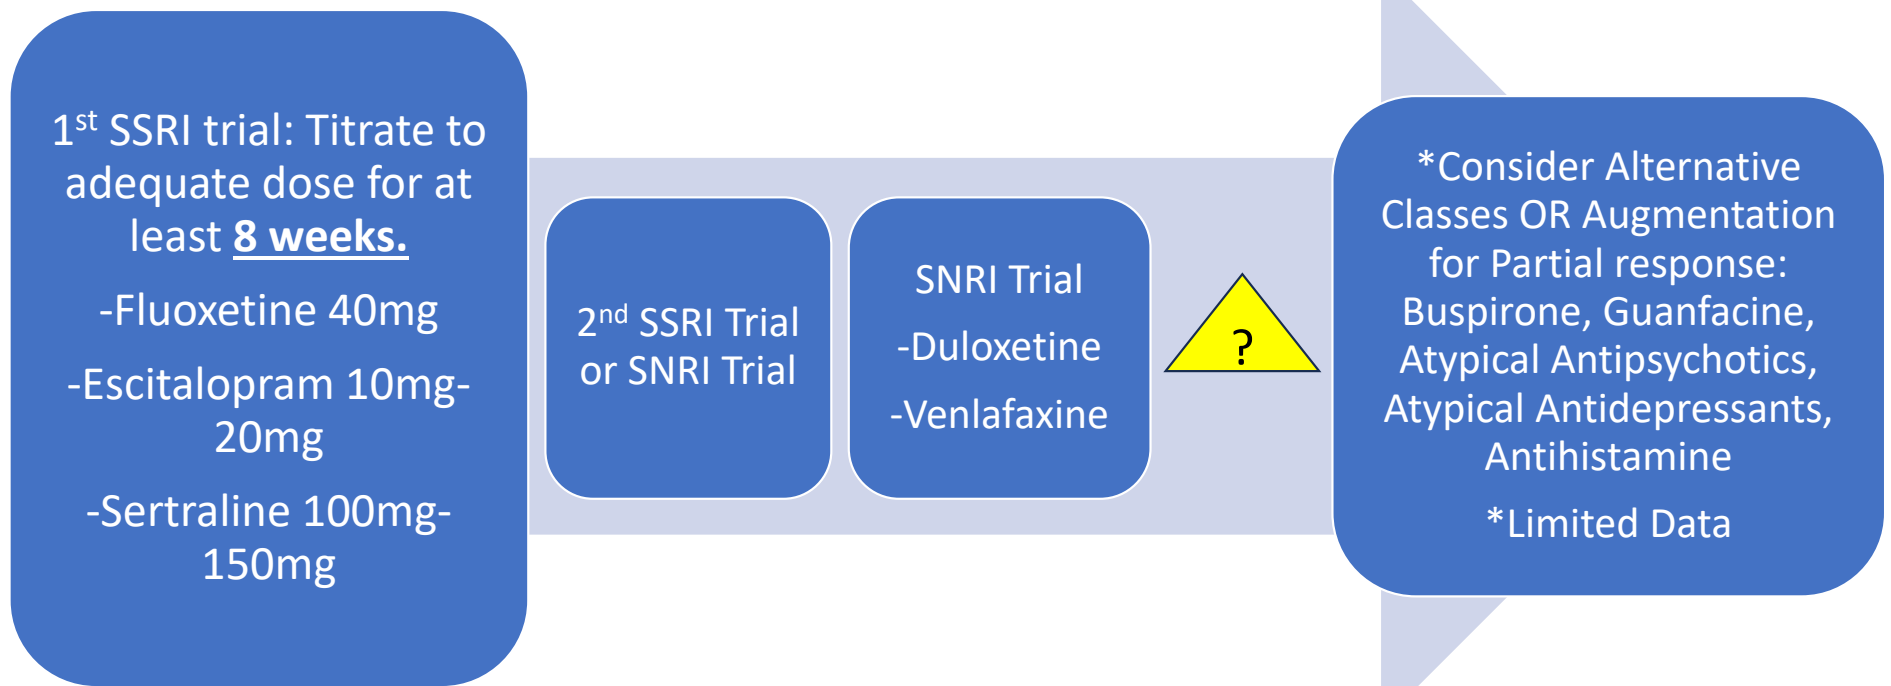 1st SSRI trial: Titrate to
adequate dose for at
least 8 weeks.
-Fluoxetine 40mg
-Escitalopram 10mg-
20mg
-Sertraline 100mg-
150mg
2nd SSRI Trial
or SNRI Trial
SNRI Trial
-Duloxetine
-Venlafaxine
?
*Consider Alternative
Classes OR Augmentation
for Partial response:
Buspirone, Guanfacine,
Atypical Antipsychotics,
Atypical Antidepressants,
Antihistamine
*Limited Data